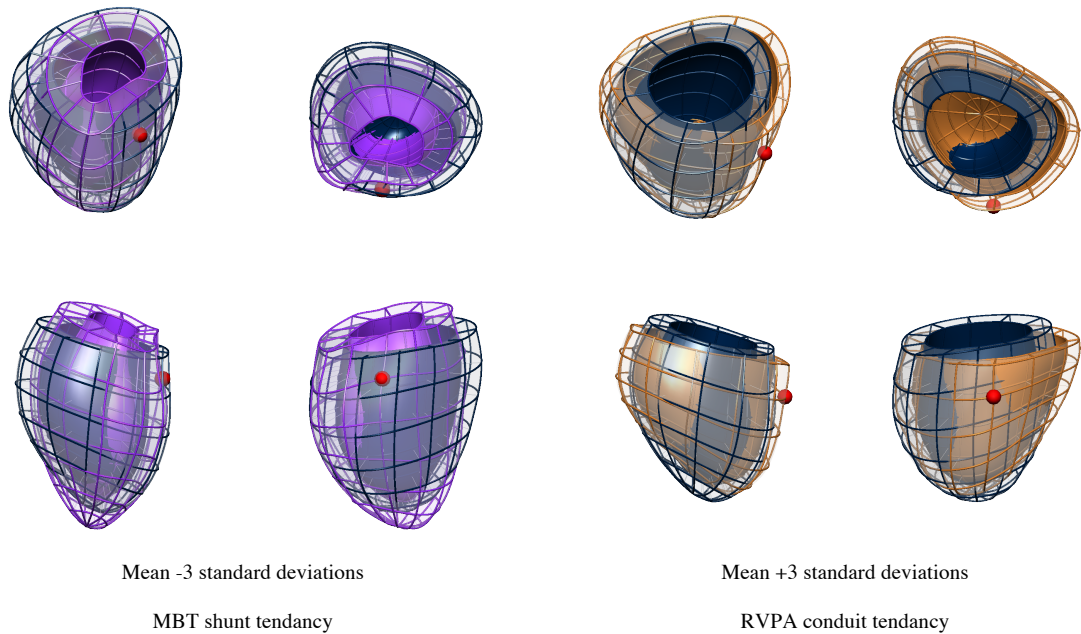 Mean -3 standard deviations
Mean +3 standard deviations
MBT shunt tendancy
RVPA conduit tendancy